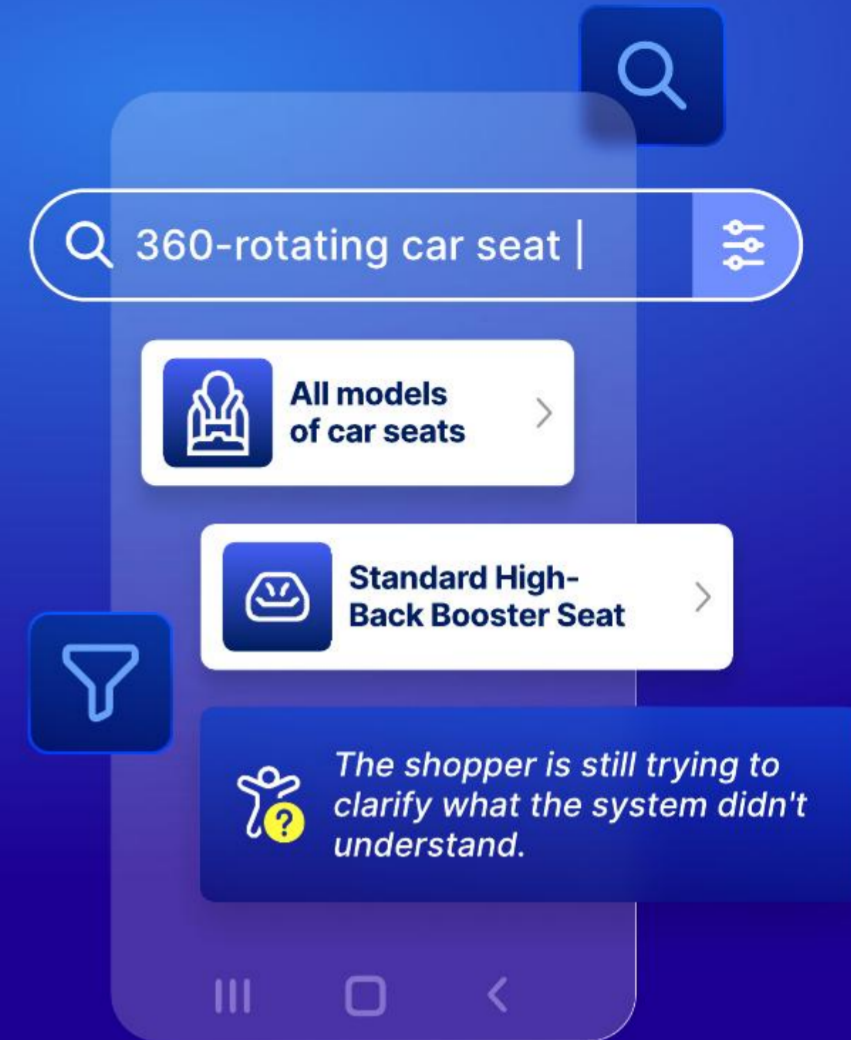 360-rotating car seat
All models
of car seats
Standard High-
Back Booster Seat
?
The shopper is still trying to
clarify what the system didn't
understand.